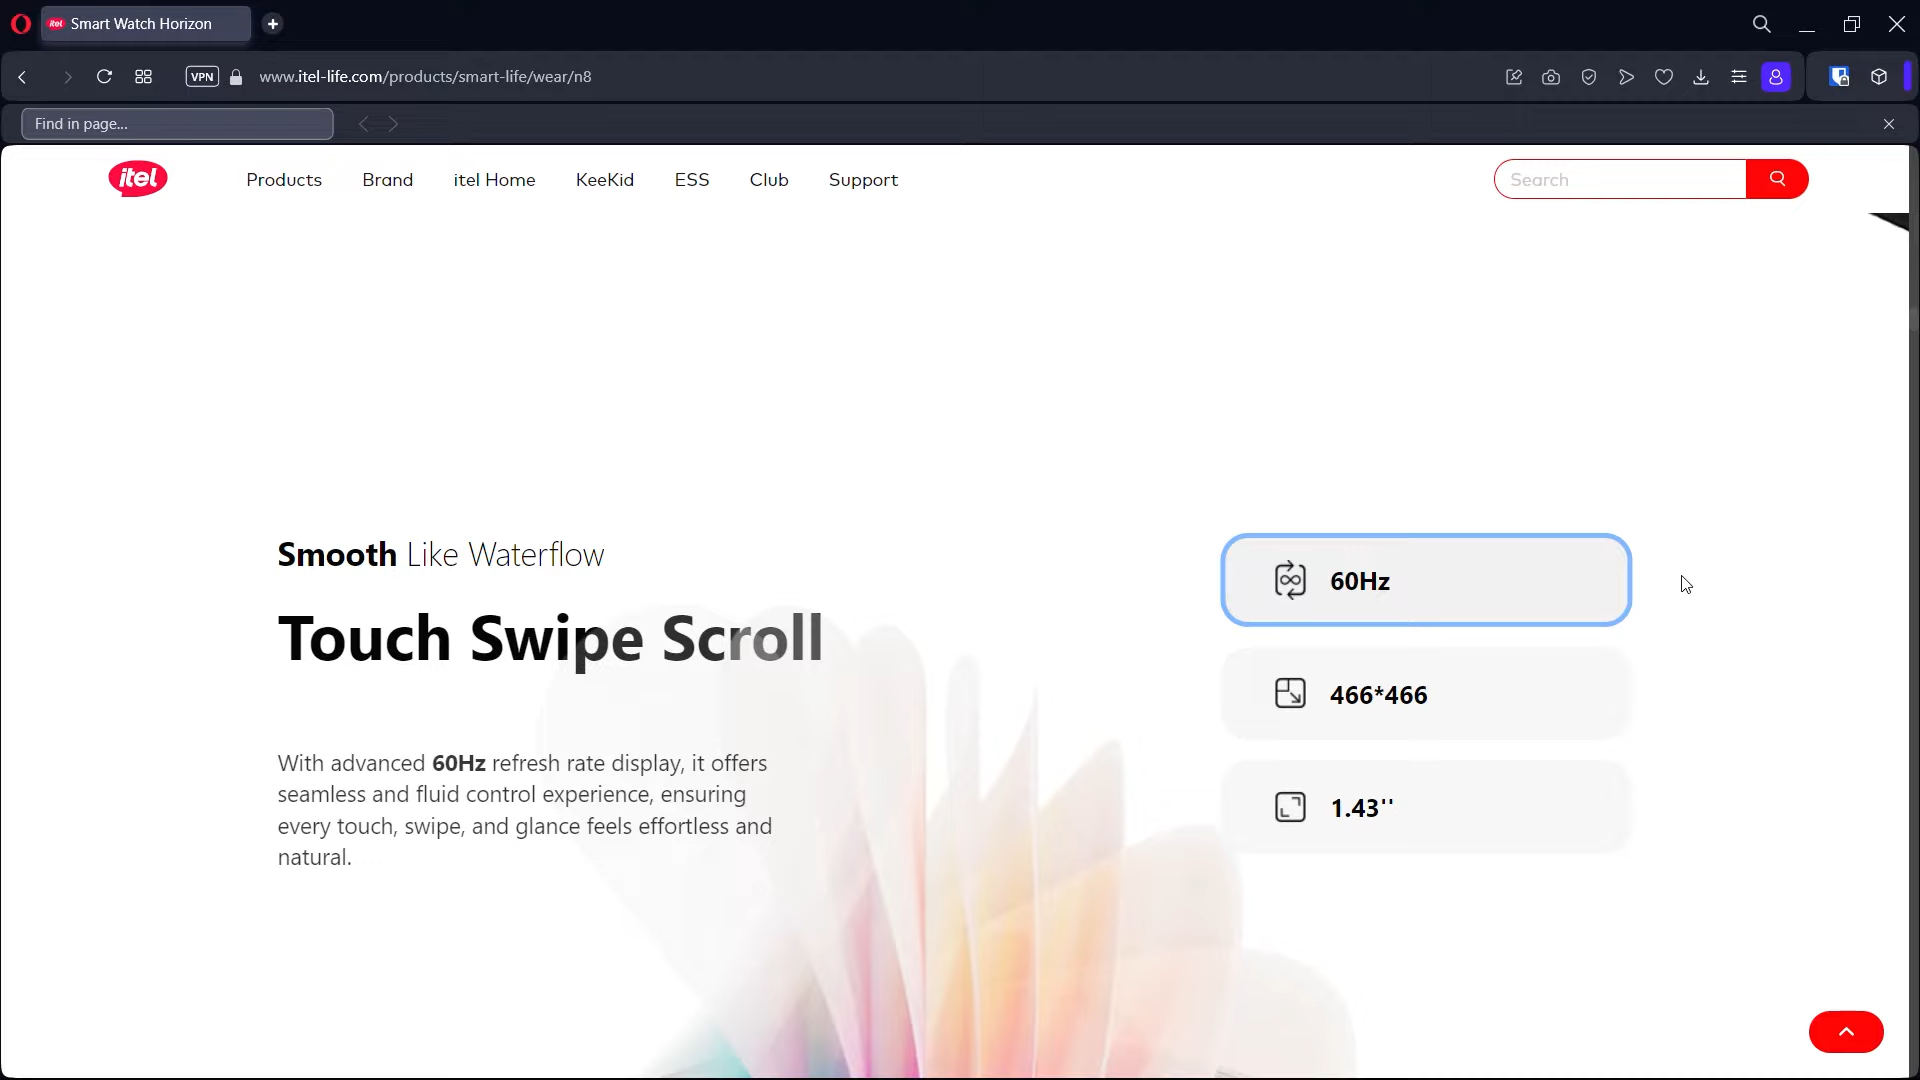 itel Smart Watch Horizon
VPN www.itel-life.com/products/smart-life/wear/n8
Find in page...
itel Products Brand itel Home KeeKid ESS Club Support Search
Smooth Like Waterflow
Touch Swipe Scroll
With advanced 60Hz refresh rate display, it offers
seamless and fluid control experience, ensuring
every touch, swipe, and glance feels effortless and
natural.
60Hz
466*466
1.43''